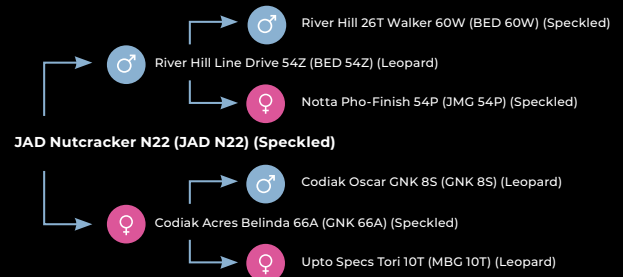 River Hill 26T Walker 60W (BED 60W) (Speckled)
River Hill Line Drive 54Z (BED 54Z) (Leopard)
Notta Pho-Finish 54P (JMG 54P) (Speckled)
JAD Nutcracker N22 (JAD N22) (Speckled)
Codiak Oscar GNK 8S (GNK 8S) (Leopard)
Codiak Acres Belinda 66A (GNK 66A) (Speckled)
Upto Specs Tori 10T (MBG 10T) (Leopard)